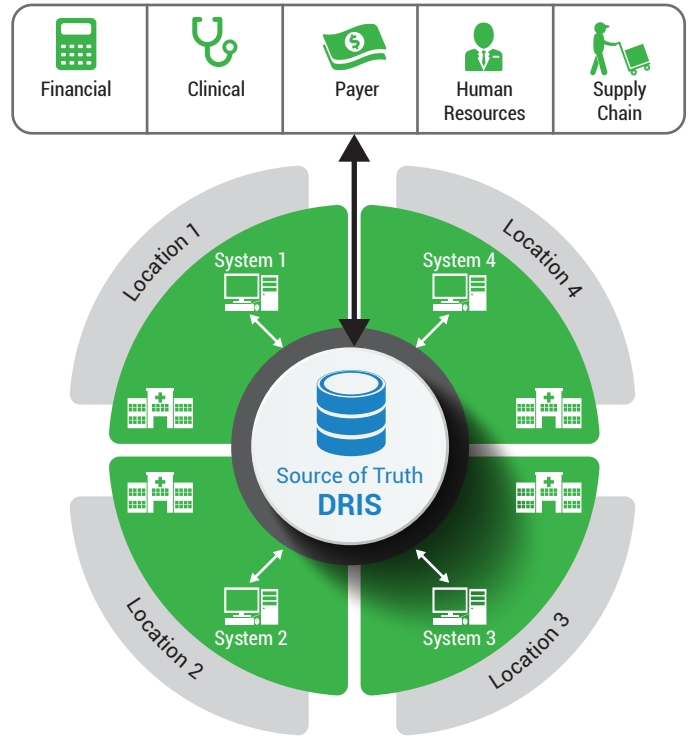 Financial
Clinical
Payer
Human
Resources
Supply
Chain
Location 1
Location 4
System 1
System 4
$
Source of Truth
DRIS
System 2
System 3
Location 2
Location 3